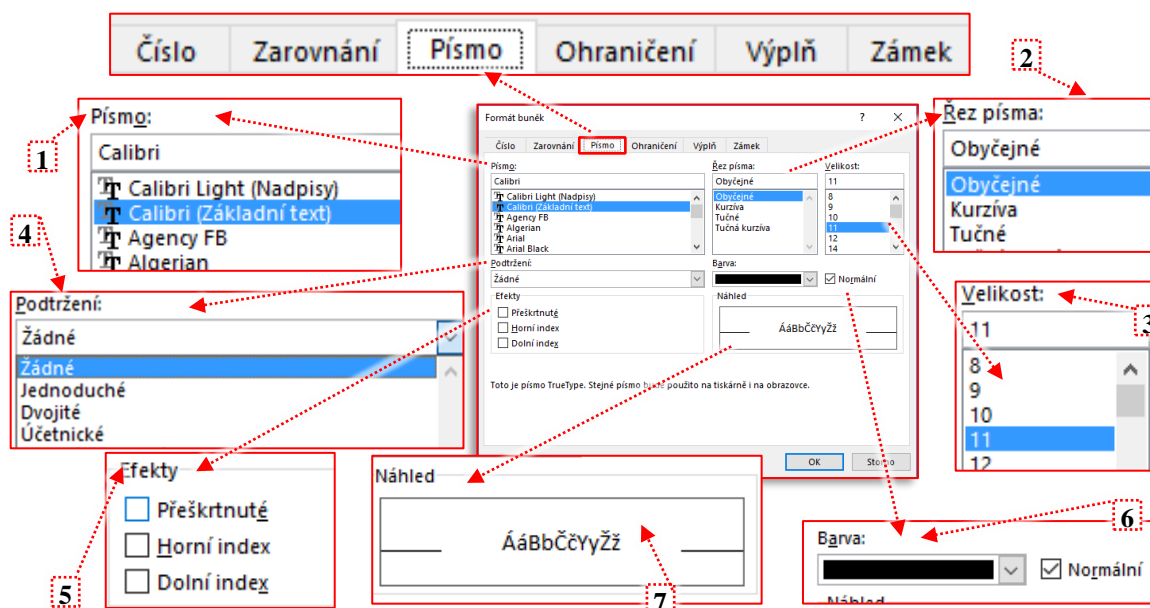 Číslo Zarovnání Písmo Ohraničení Výplň Zámek
2
1
Písmo:
Calibri
Calibri Light (Nadpisy)
Calibri (Základní text)
Agency FB
Algerian
Řez písma:
Obyčejné
Obyčejné
Kurzíva
Tučné
Formát buněk ? ×
Číslo Zarovnání Písmo Ohraničení Výplň Zámek
Písmo: Řez písma: Velikost:
Calibri Obyčejné 11
Calibri Light (Nadpisy) Obyčejné 8
Calibri (Základní text) Kurzíva 9
Agency FB Tučné 10
Algerian Tučná kurzíva 11
Arial 12
Arial Black 14
Podtržení: Barva:
Žádné Normální
Efekty Náhled
Přeškrtnuté
Horní index ÁáBbČčYyŽž
Dolní index
Toto je písmo TrueType. Stejné písmo bude použito na tiskárně i na obrazovce.
OK Storno
4
Podtržení:
Žádné
Žádné
Jednoduché
Dvojité
Účetnické
Velikost:
3
11
8
9
10
11
12
Efekty
Přeškrtnuté
Horní index
Dolní index
5
Náhled
ÁáBbČčYyŽž
7
6
Barva:
Normální
Náhled